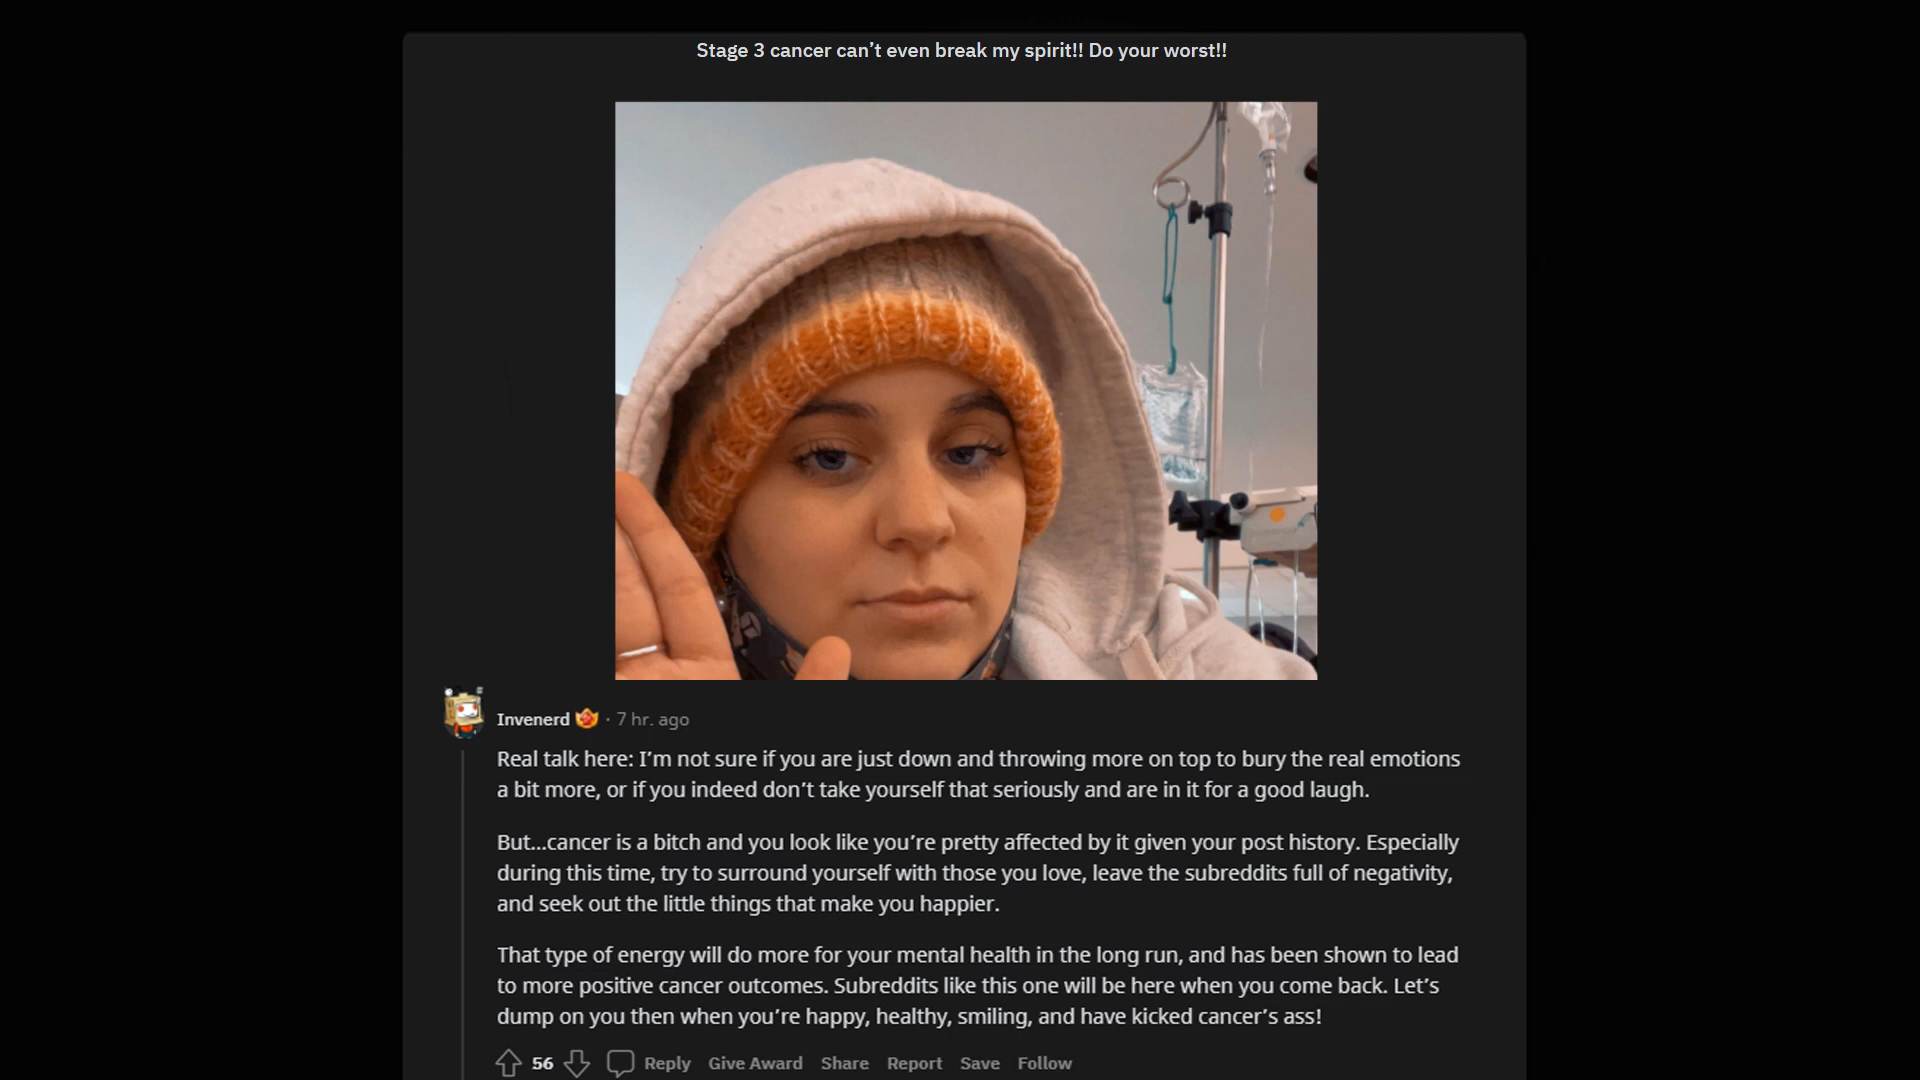 Stage 3 cancer can’t even break my spirit!! Do your worst!!
Invenerd · 7 hr. ago
Real talk here: I’m not sure if you are just down and throwing more on top to bury the real emotions
a bit more, or if you indeed don’t take yourself that seriously and are in it for a good laugh.
But...cancer is a bitch and you look like you’re pretty affected by it given your post history. Especially
during this time, try to surround yourself with those you love, leave the subreddits full of negativity,
and seek out the little things that make you happier.
That type of energy will do more for your mental health in the long run, and has been shown to lead
to more positive cancer outcomes. Subreddits like this one will be here when you come back. Let’s
dump on you then when you’re happy, healthy, smiling, and have kicked cancer’s ass!
56 Reply Give Award Share Report Save Follow